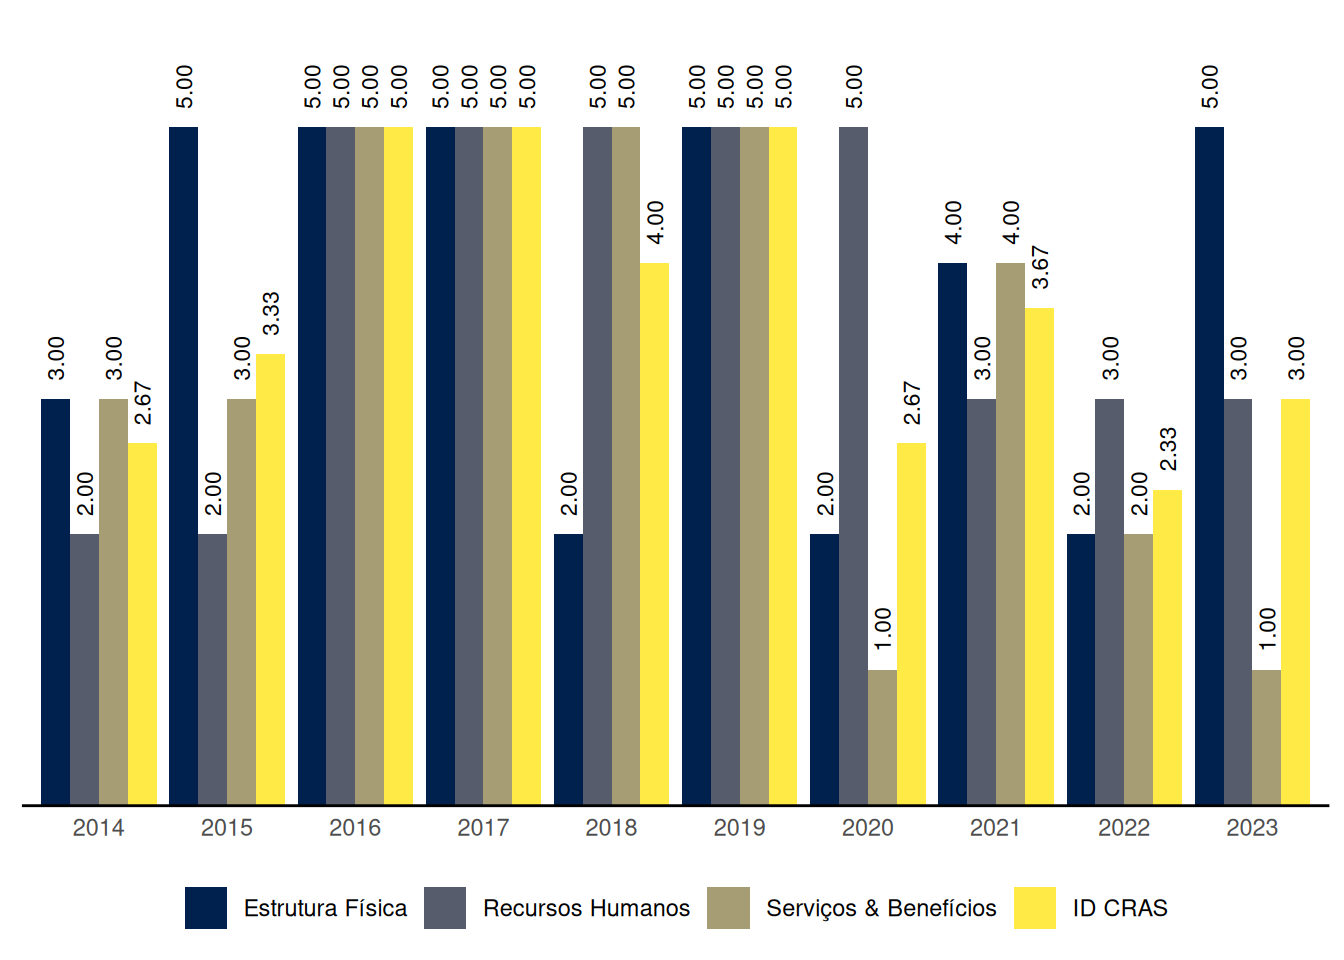 5.00 5.00 5.00 5.00 5.00 5.00 5.00 5.00 5.00 5.00 5.00 5.00 5.00 5.00 5.00 5.00 5.00
4.00 4.00 4.00
3.67
3.33
3.00 3.00 3.00 3.00 3.00 3.00 3.00
2.67 2.67
2.33
2.00 2.00 2.00 2.00 2.00 2.00
1.00 1.00
2014 2015 2016 2017 2018 2019 2020 2021 2022 2023
Estrutura Física Recursos Humanos Serviços & Benefícios ID CRAS